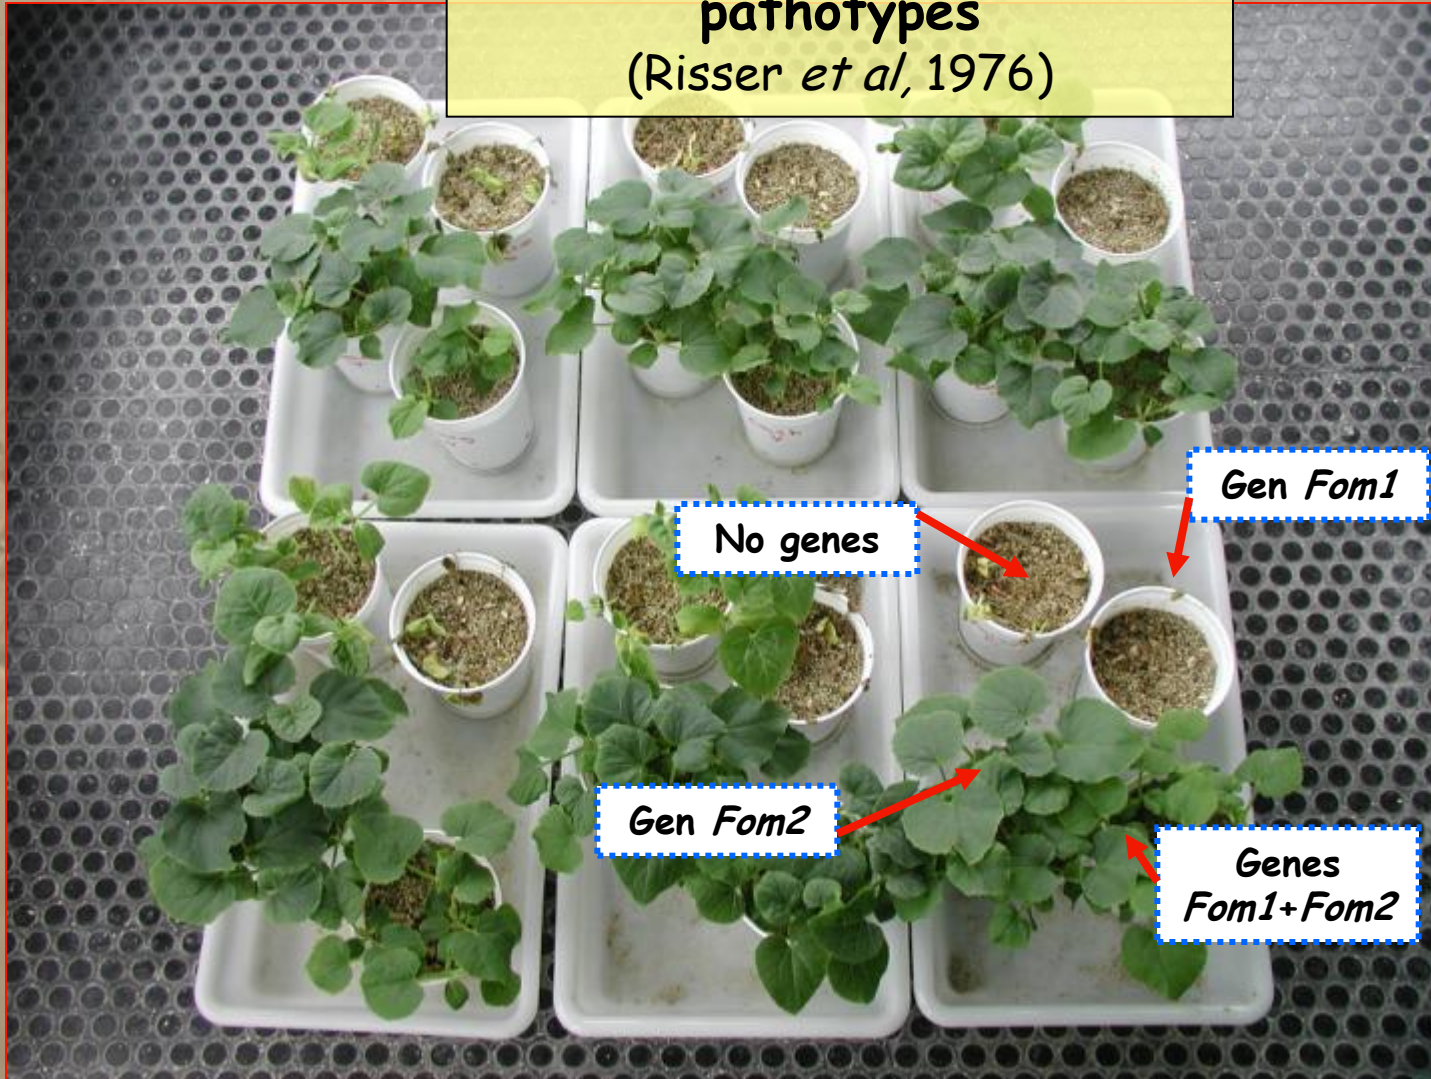 pathotypes
(Risser et al, 1976)
Gen Fom1
No genes
Gen Fom2
Genes
Fom1+Fom2